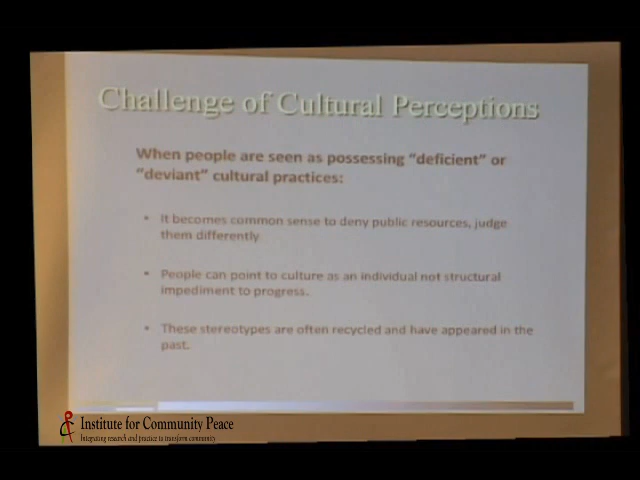 Challenge of Cultural Perceptions
When people are seen as possessing "deficient" or
"deviant" cultural practices:
• It becomes common sense to deny public resources, judge
them differently
• People can point to culture as an individual not structural
impediment to progress.
• These stereotypes are often recycled and have appeared in the
past.
Institute for Community Peace
Integrating research and practice to transform community